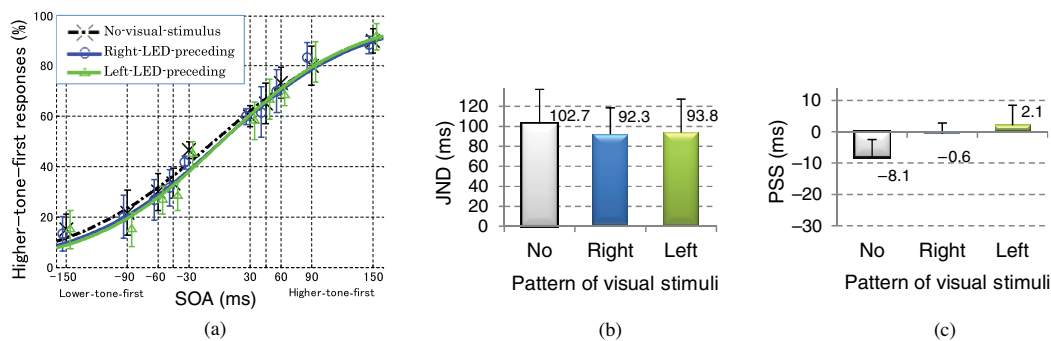 (a)
Higher-tone-first responses (%)
100
80
60
40
20
0
No-visual-stimulus
Right-LED-preceding
Left-LED-preceding
-150 -90 -60 -30 30 60 90 150
Lower-tone-first SOA (ms) Higher-tone-first
(a)
JND (ms)
120
100
80
60
40
20
0
102.7 92.3 93.8
No Right Left
Pattern of visual stimuli
(b)
PSS (ms)
10
0
−10
−20
−30
−8.1 −0.6 2.1
No Right Left
Pattern of visual stimuli
(c)